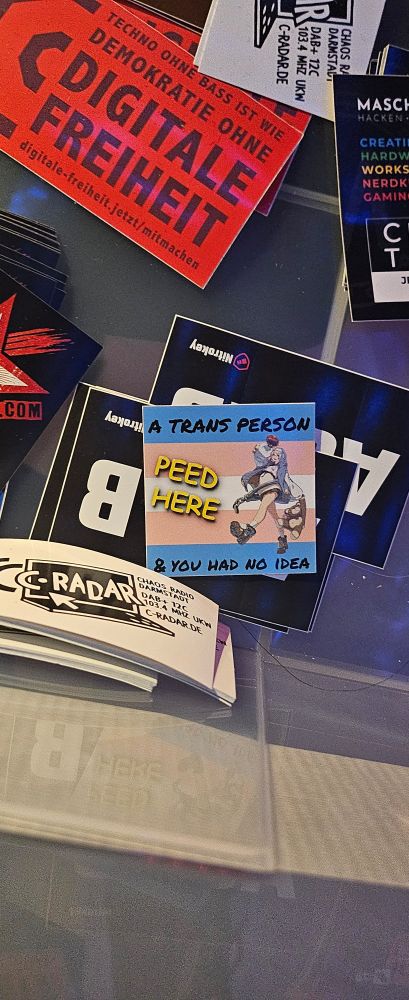 TECHNO OHNE BASS IST WIE
DEMOKRATIE OHNE
DIGITALE
FREIHEIT
digitale-freiheit.jetzt/mitmachen
CHAOS RADIO
DARMSTADT
DAB+ 12C
103.4 MHZ UKW
C-RADAR.DE
MASCH
HACKEN
CREATI
HARDW
WORKS
NERDK
GAMIN
C
T
.COM
Nitrokey
Nitrokey
B
A TRANS PERSON
PEED
HERE
& YOU HAD NO IDEA
C-RADAR
CHAOS RADIO
DARMSTADT
DAB+ 12C
103.4 MHZ UKW
C-RADAR.DE